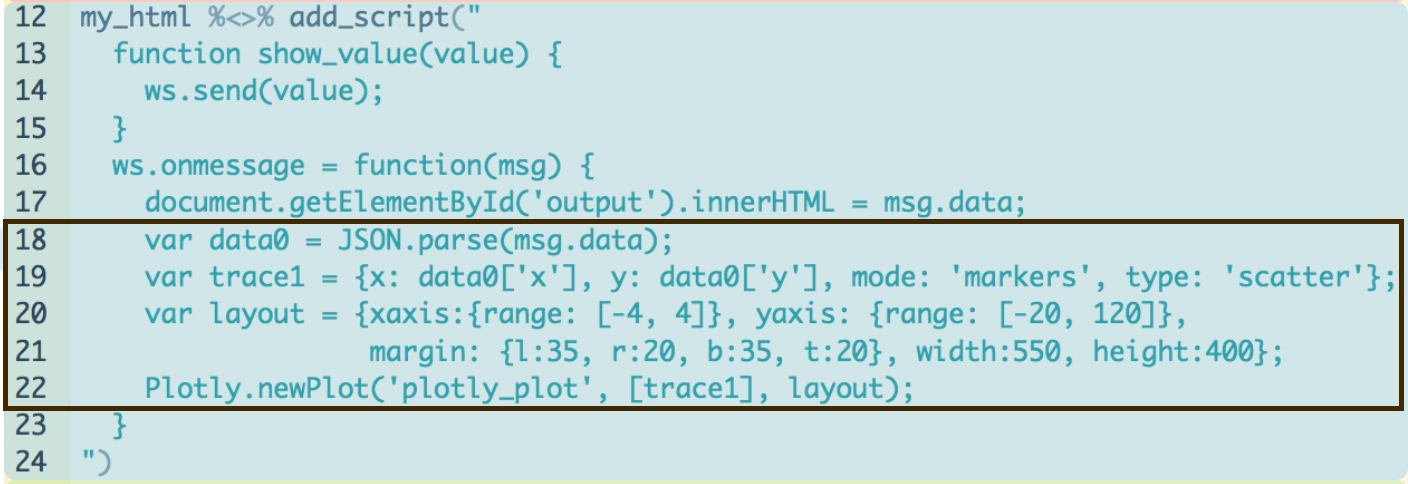 12 my_html %<>% add_script("
13 function show_value(value) {
14 ws.send(value);
15 }
16 ws.onmessage = function(msg) {
17 document.getElementById('output').innerHTML = msg.data;
18 var data0 = JSON.parse(msg.data);
19 var trace1 = {x: data0['x'], y: data0['y'], mode: 'markers', type: 'scatter'};
20 var layout = {xaxis:{range: [-4, 4]}, yaxis: {range: [-20, 120]},
21 margin: {l:35, r:20, b:35, t:20}, width:550, height:400};
22 Plotly.newPlot('plotly_plot', [trace1], layout);
23 }
24 ")